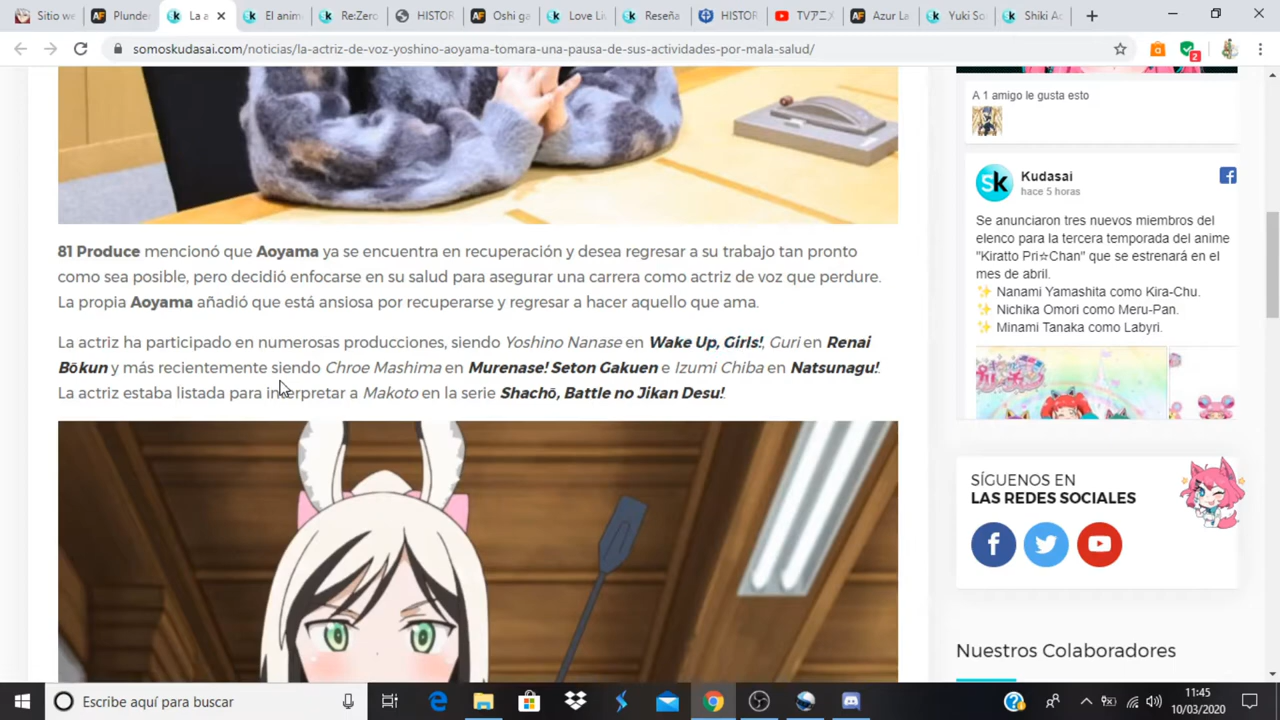 Sitio we
Plunder
La a
El anim
Re:Zero
HISTOR
Oshi ga
Love Liv
Reseña
HISTOR
TVアニメ
Azur La
Yuki So
Shiki Ao
somoskudasai.com/noticias/la-actriz-de-voz-yoshino-aoyama-tomara-una-pausa-de-sus-actividades-por-mala-salud/
2
81 Produce mencionó que Aoyama ya se encuentra en recuperación y desea regresar a su trabajo tan pronto
como sea posible, pero decidió enfocarse en su salud para asegurar una carrera como actriz de voz que perdure.
La propia Aoyama añadió que está ansiosa por recuperarse y regresar a hacer aquello que ama.
La actriz ha participado en numerosas producciones, siendo Yoshino Nanase en Wake Up, Girls!, Guri en Renai
Bōkun y más recientemente siendo Chroe Mashima en Murenase! Seton Gakuen e Izumi Chiba en Natsunagu!.
La actriz estaba listada para interpretar a Makoto en la serie Shachō, Battle no Jikan Desu!.
A 1 amigo le gusta esto
Kudasai
hace 5 horas
Se anunciaron tres nuevos miembros del
elenco para la tercera temporada del anime
"Kiratto Pri☆Chan" que se estrenará en el
mes de abril.
✨ Nanami Yamashita como Kira-Chu.
✨ Nichika Omori como Meru-Pan.
✨ Minami Tanaka como Labyri.
SÍGUENOS EN
LAS REDES SOCIALES
Nuestros Colaboradores
Escribe aquí para buscar
11:45
10/03/2020